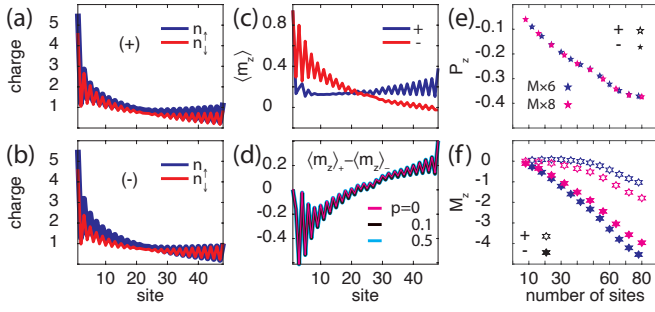 (a)
charge
5
4
3
2
1
(+)
n↑
n↓
(b)
charge
5
4
3
2
1
(-)
n↑
n↓
10 20 30 40
site
(c)
⟨m_z⟩
0.8
0.4
0
+
-
(d)
⟨m_z⟩₊−⟨m_z⟩₋
0.2
0
-0.2
-0.4
p=0
0.1
0.5
10 20 30 40
site
(e)
P_z
-0.1
-0.2
-0.3
-0.4
+
-
M×6
M×8
(f)
M_z
0
-1
-2
-3
-4
+
-
10 30 60 80
number of sites